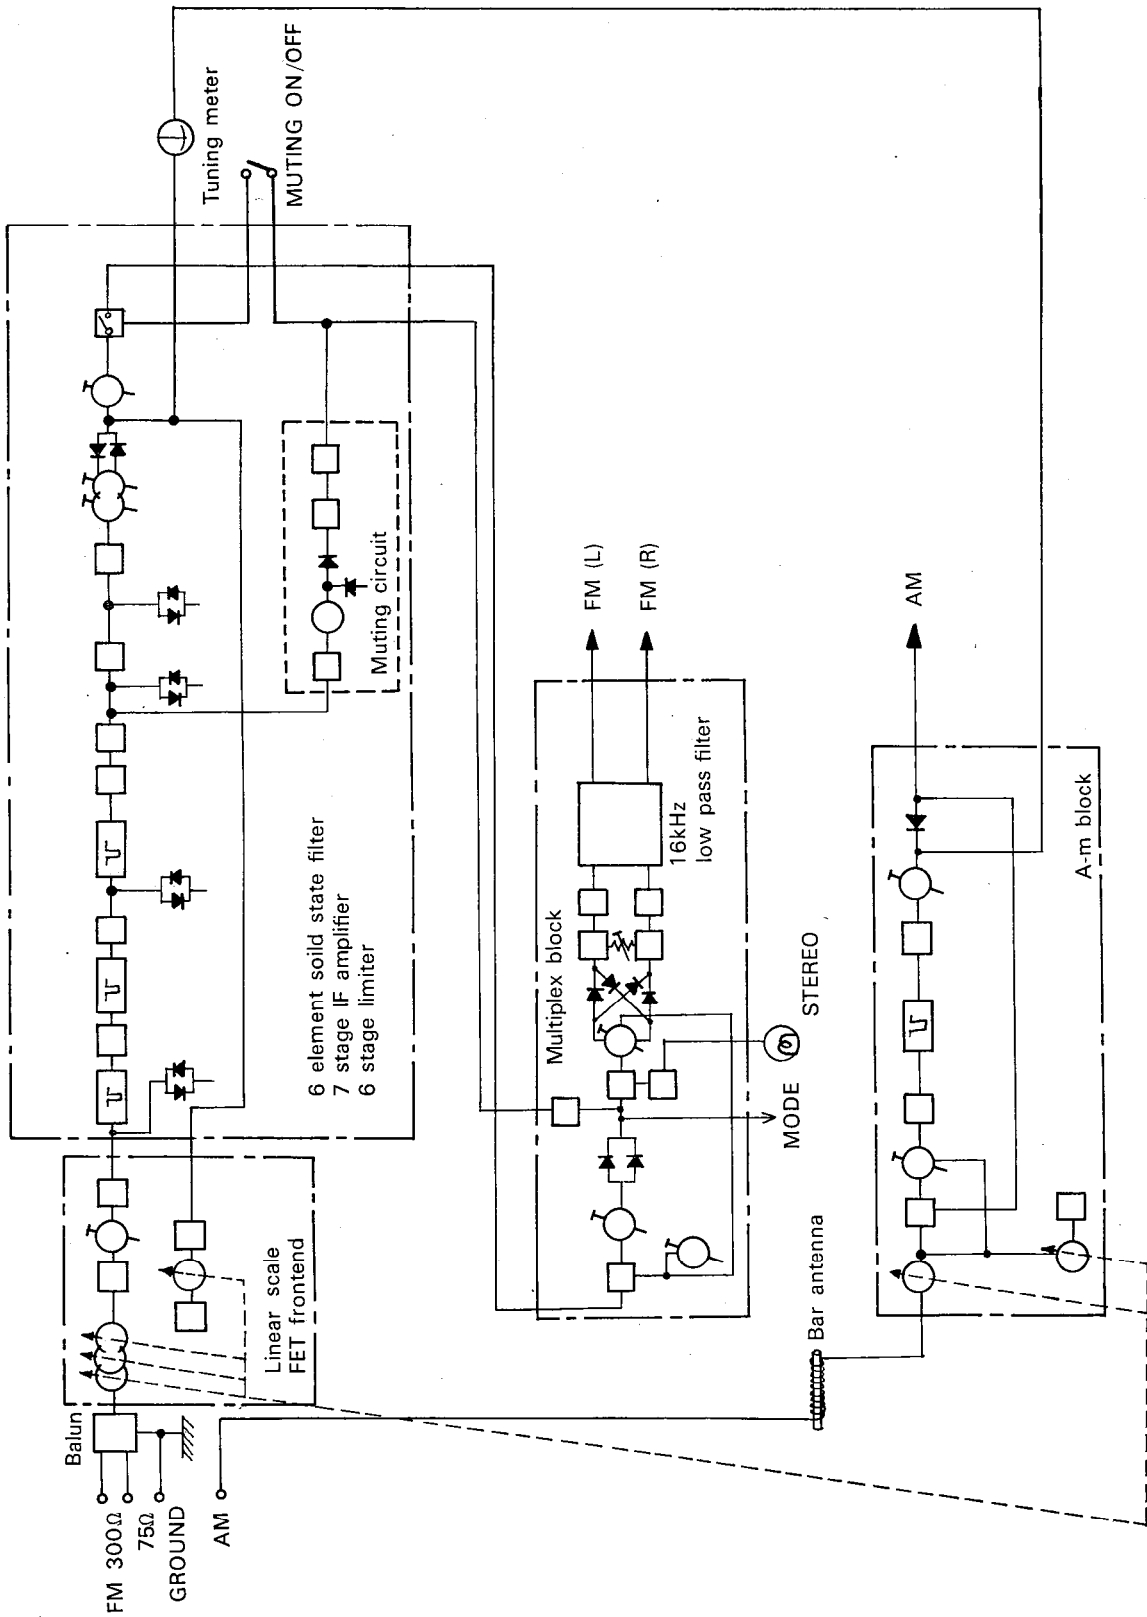 FM 300Ω
75Ω
GROUND
AM
Balun
Linear scale
FET frontend
6 element soild state filter
7 stage IF amplifier
6 stage limiter
Muting circuit
Tuning meter
MUTING ON/OFF
Multiplex block
16kHz
low pass filter
FM (L)
FM (R)
MODE
STEREO
Bar antenna
A-m block
AM